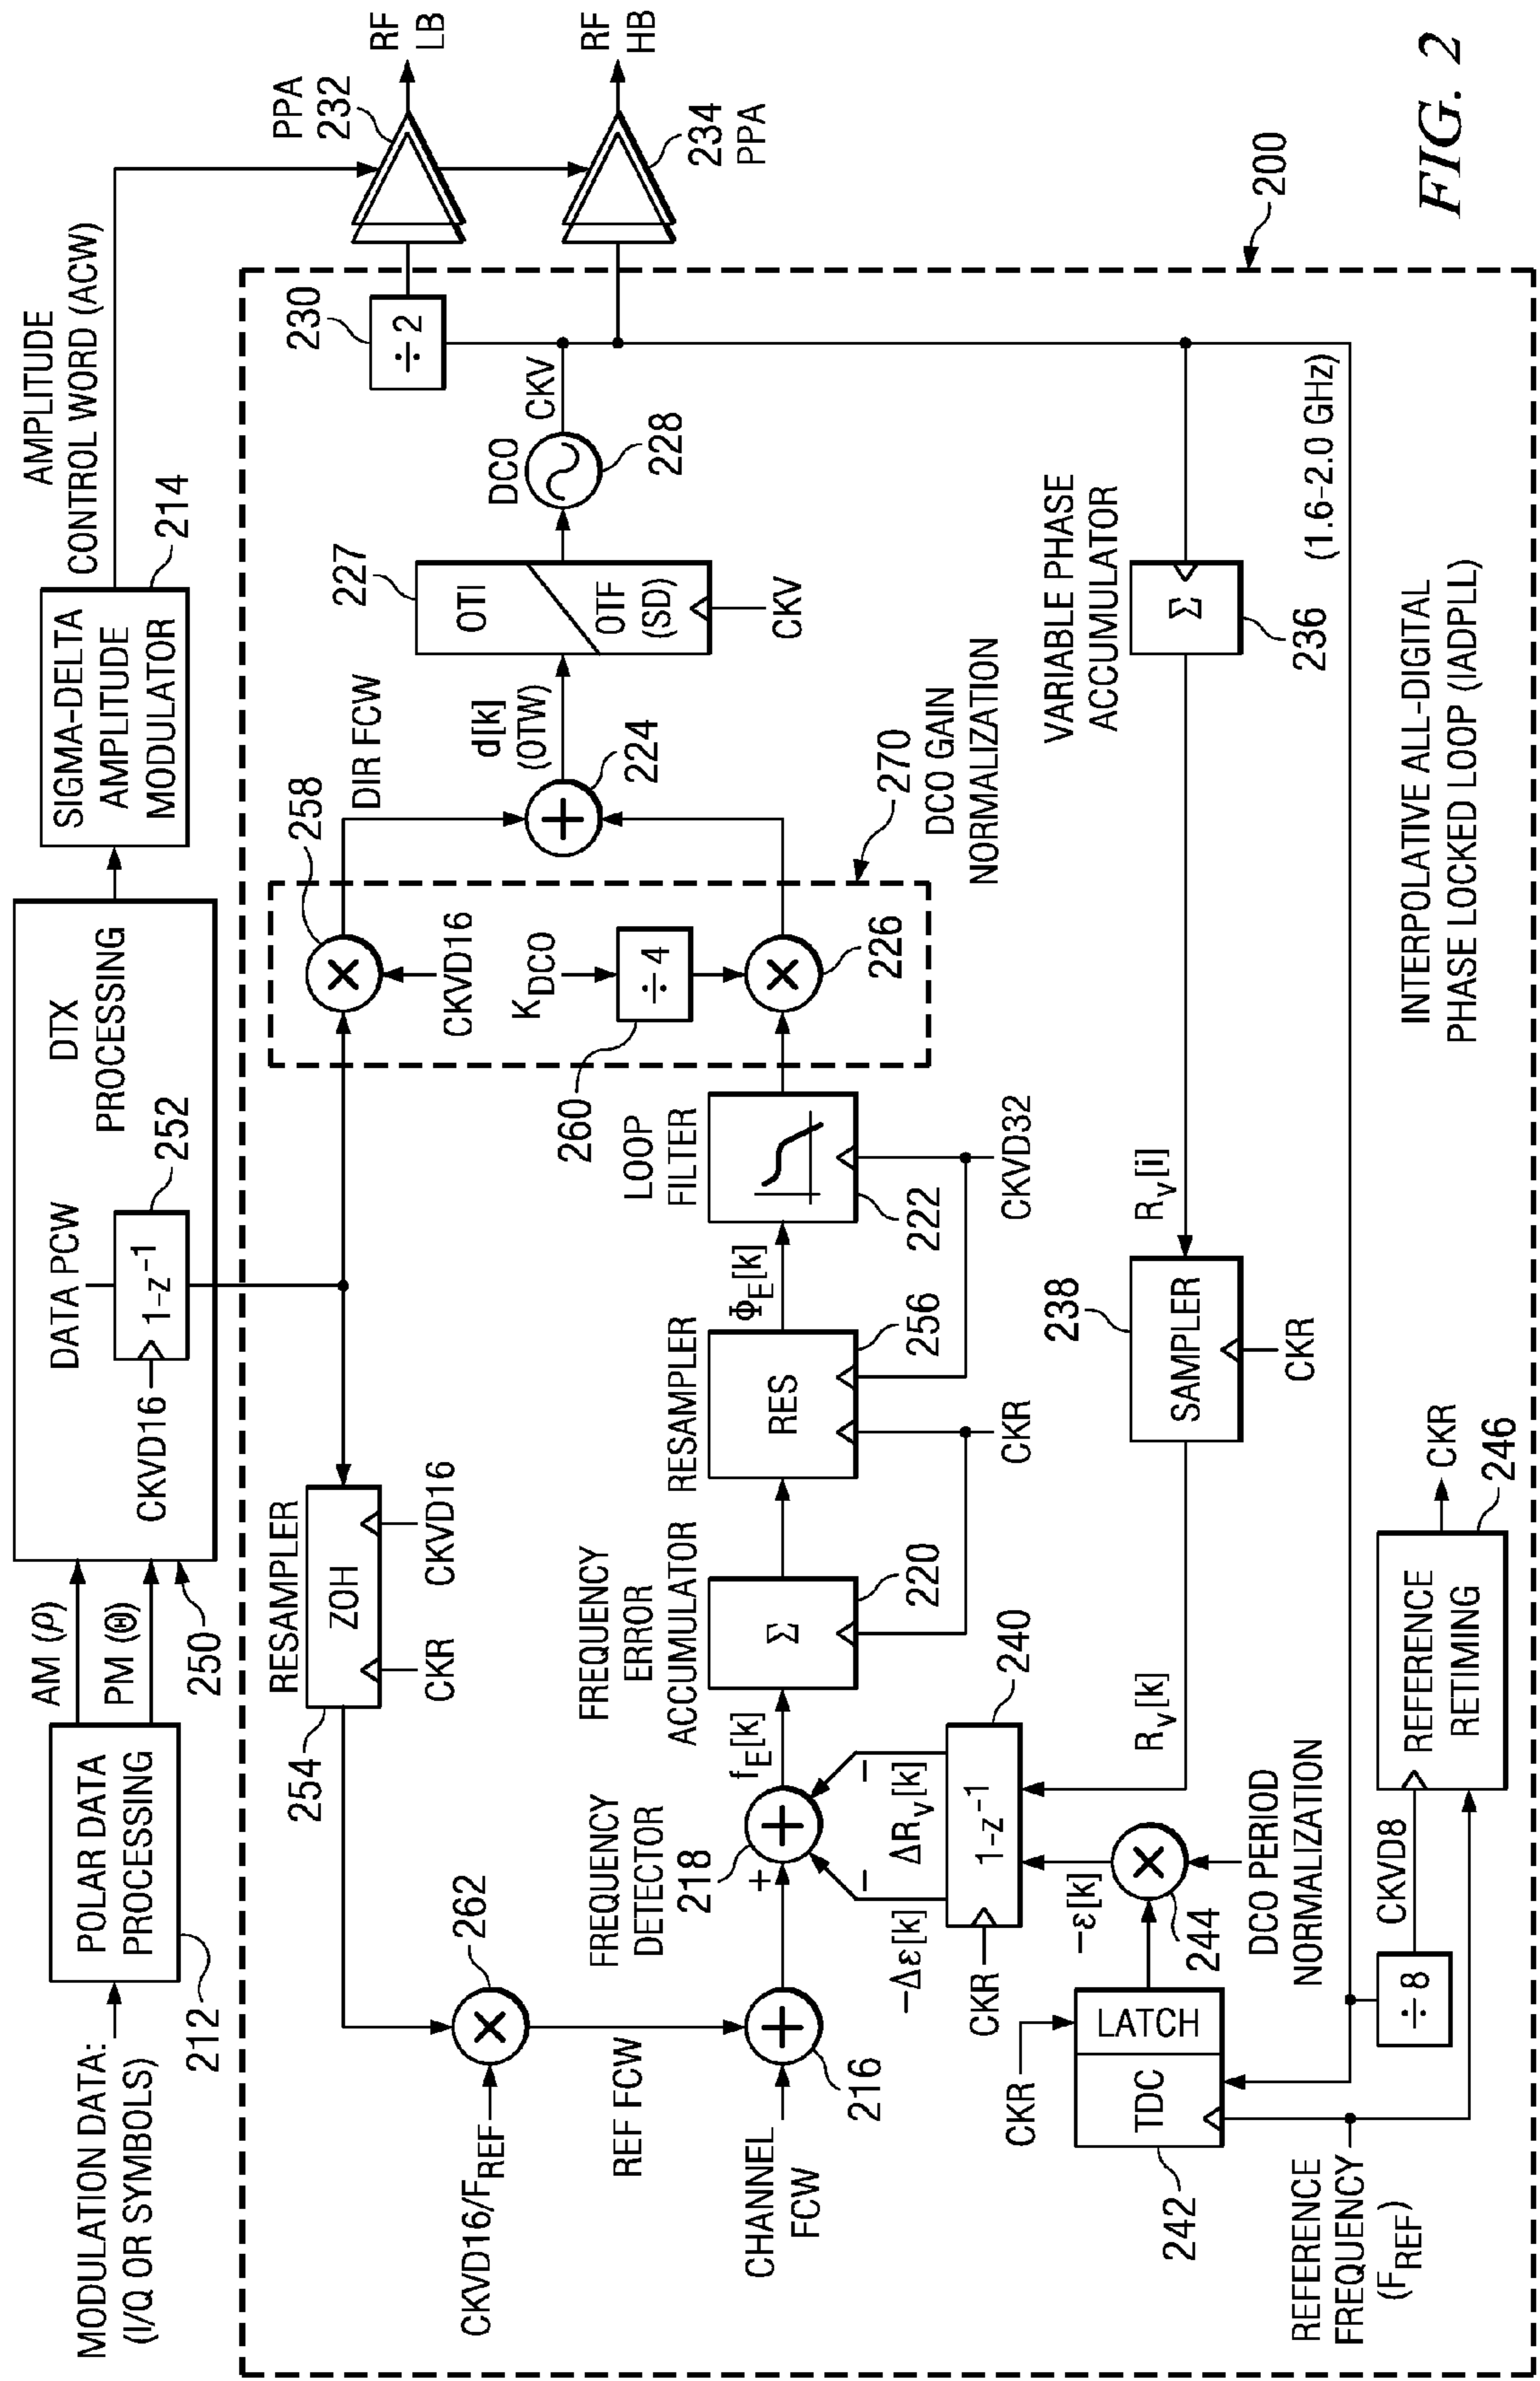 MODULATION DATA:
(I/Q OR SYMBOLS)
212
POLAR DATA
PROCESSING
AM (ρ)
PM (Θ)
250
DATA PCW
DTX
PROCESSING
CKVD16
1-z⁻¹
252
SIGMA-DELTA
AMPLITUDE
MODULATOR
214
AMPLITUDE
CONTROL WORD (ACW)
PPA
232
RF
LB
RF
HB
234
PPA
254
RESAMPLER
ZOH
CKR
CKVD16
258
×
DIR FCW
CKVD16
K_DCO
260
÷ 4
×
226
270
DCO GAIN
NORMALIZATION
+
224
d[k]
(OTW)
227
OTI
OTF
(SD)
CKV
DCO
228
CKV
230
÷ 2
200
262
×
CKVD16/F_REF
REF FCW
CHANNEL
FCW
+
216
FREQUENCY
DETECTOR
218
+
+
−
−
f_E[k]
FREQUENCY
ERROR
ACCUMULATOR
Σ
220
RESAMPLER
RES
256
CKR
Φ_E[k]
LOOP
FILTER
222
CKVD32
-Δε[k]
ΔR_v[k]
1-z⁻¹
240
CKR
-ε[k]
×
244
DCO PERIOD
NORMALIZATION
R_v[k]
238
SAMPLER
CKR
R_v[i]
VARIABLE PHASE
ACCUMULATOR
Σ
236
(1.6-2.0 GHz)
CKR
TDC
LATCH
242
REFERENCE
FREQUENCY
(F_REF)
÷ 8
CKVD8
REFERENCE
RETIMING
246
CKR
INTERPOLATIVE ALL-DIGITAL
PHASE LOCKED LOOP (IADPLL)
FIG. 2